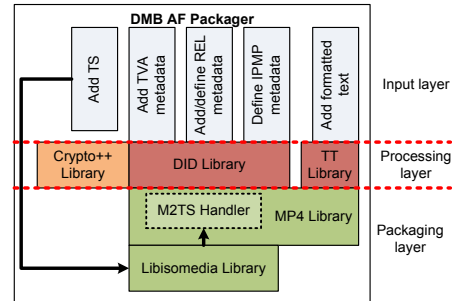 DMB AF Packager
Add TS
Add TVA
metadata
Add/define REL
metadata
Define IPMP
metadata
Add formatted
text
Input layer
Crypto++
Library
DID Library
TT
Library
Processing
layer
M2TS Handler
MP4 Library
Packaging
layer
Libisomedia Library